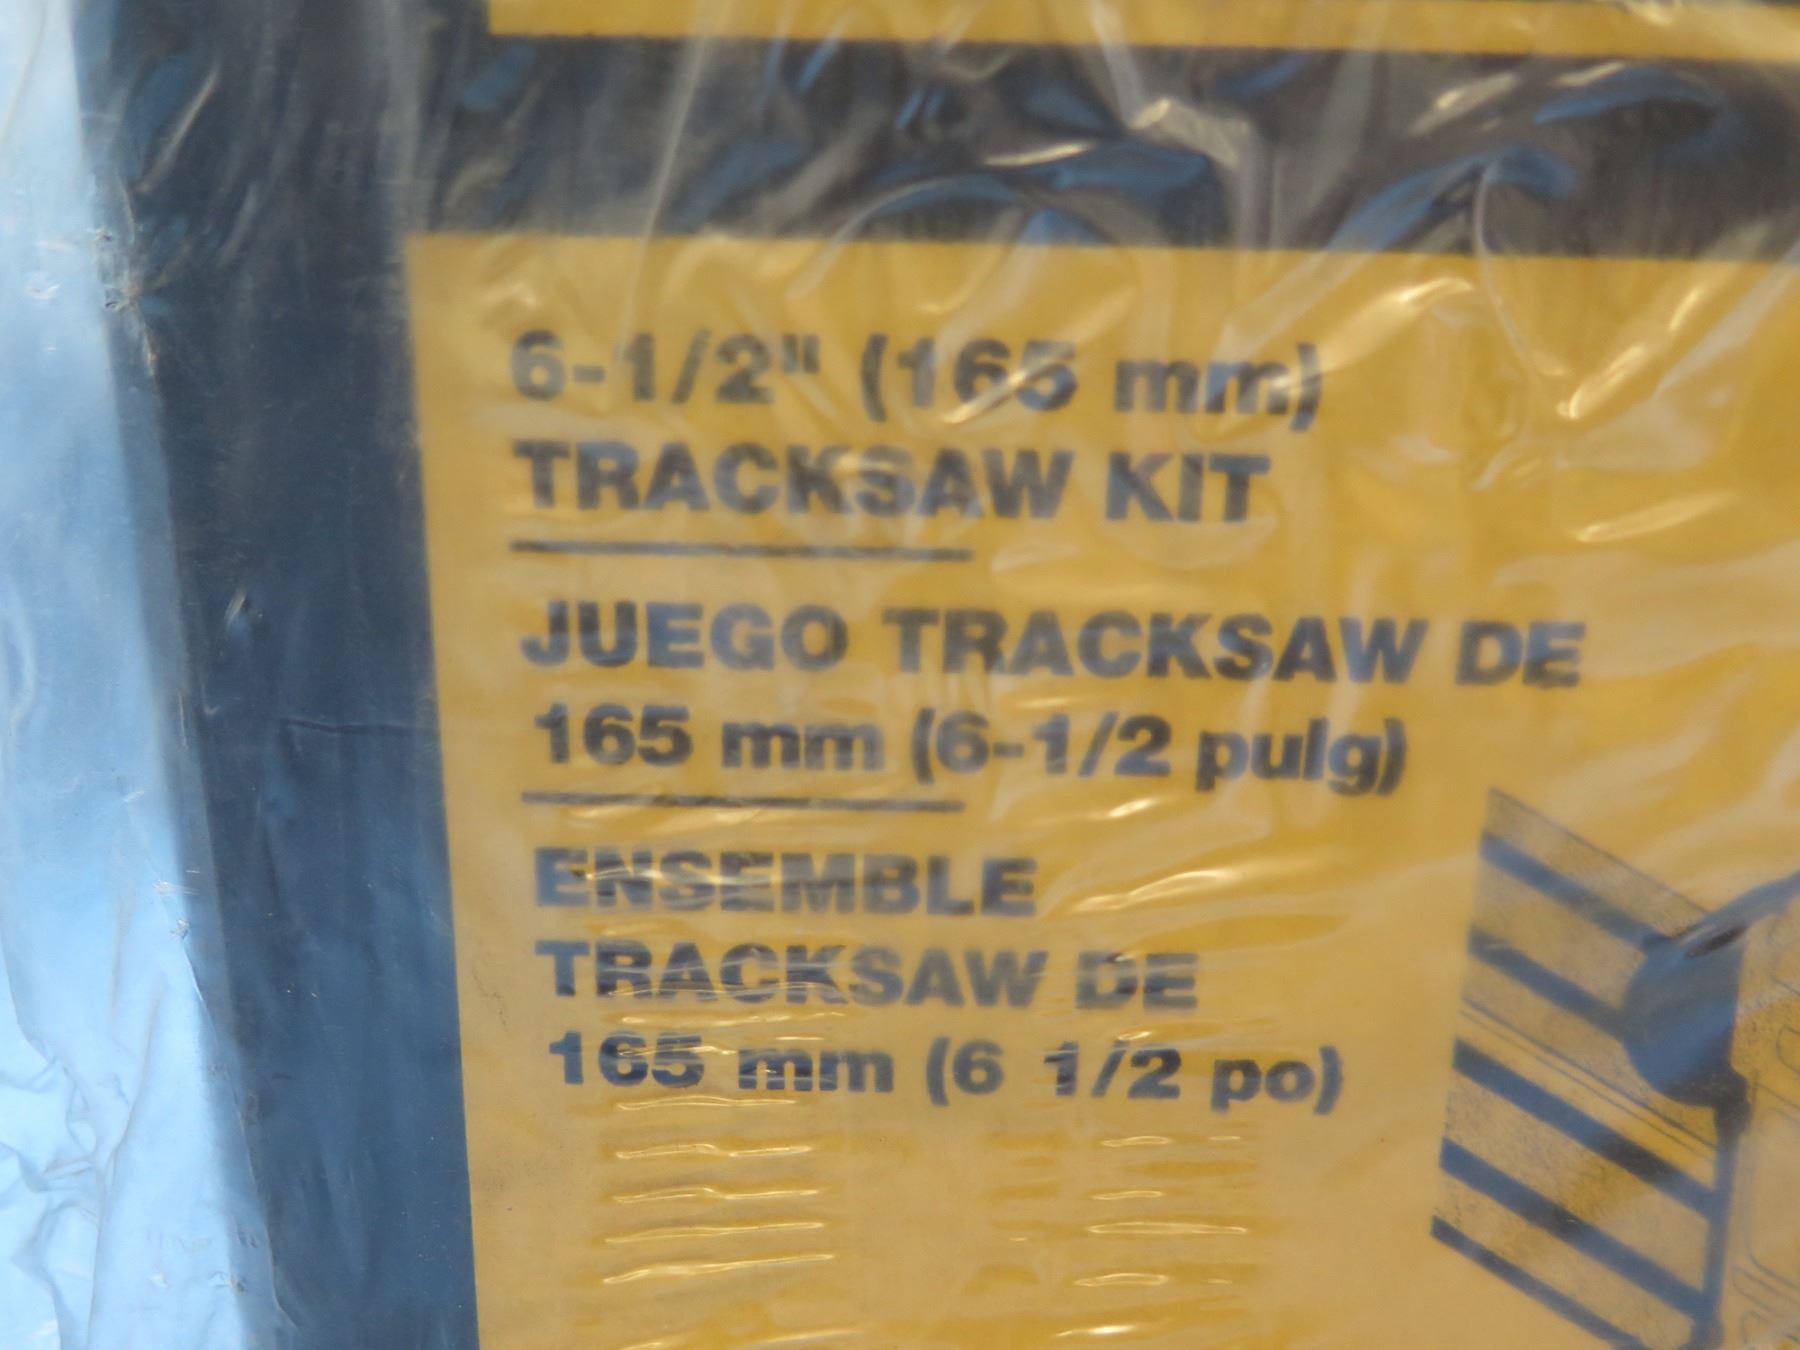 6-1/2" (165 mm)
TRACKSAW KIT
JUEGO TRACKSAW DE
165 mm (6-1/2 pulg)
ENSEMBLE
TRACKSAW DE
165 mm (6 1/2 po)